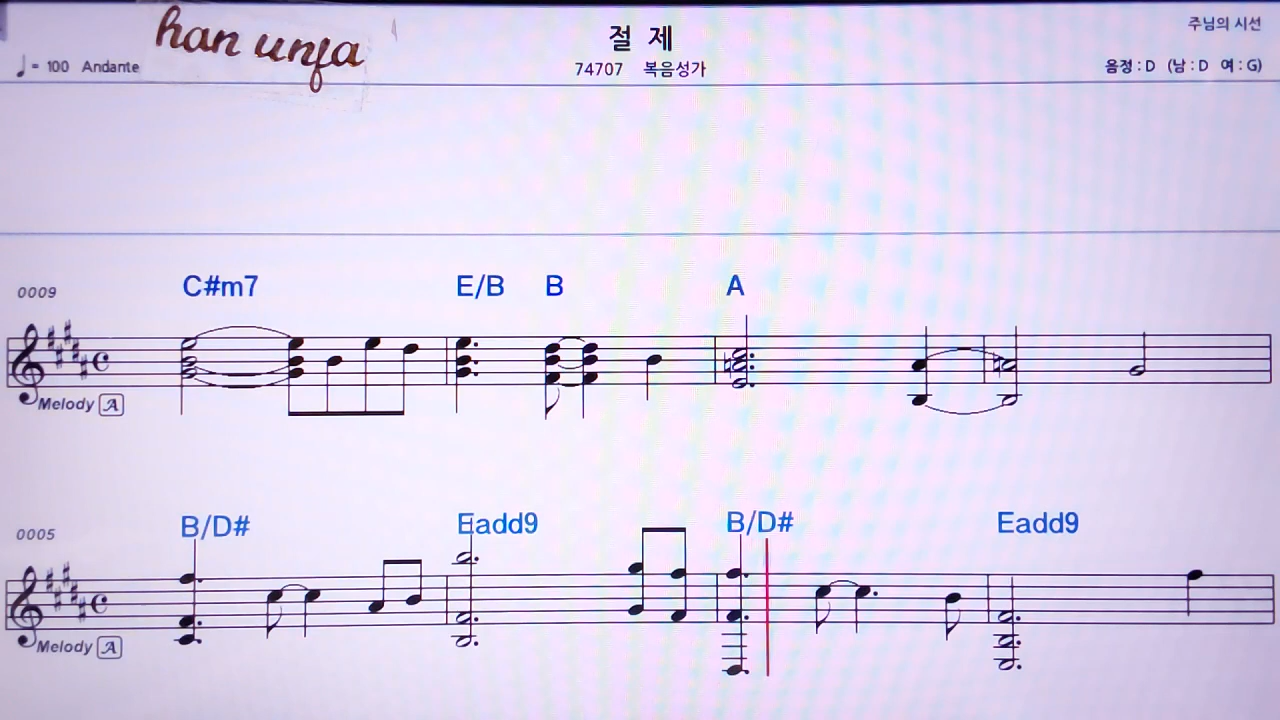 han unja
절 제
주님의 시선
♩= 100 Andante
74707 복음성가
음정 : D (남 : D 여 : G)
C#m7 E/B B A
0009
Melody A
B/D# Eadd9 B/D# Eadd9
0005
Melody A